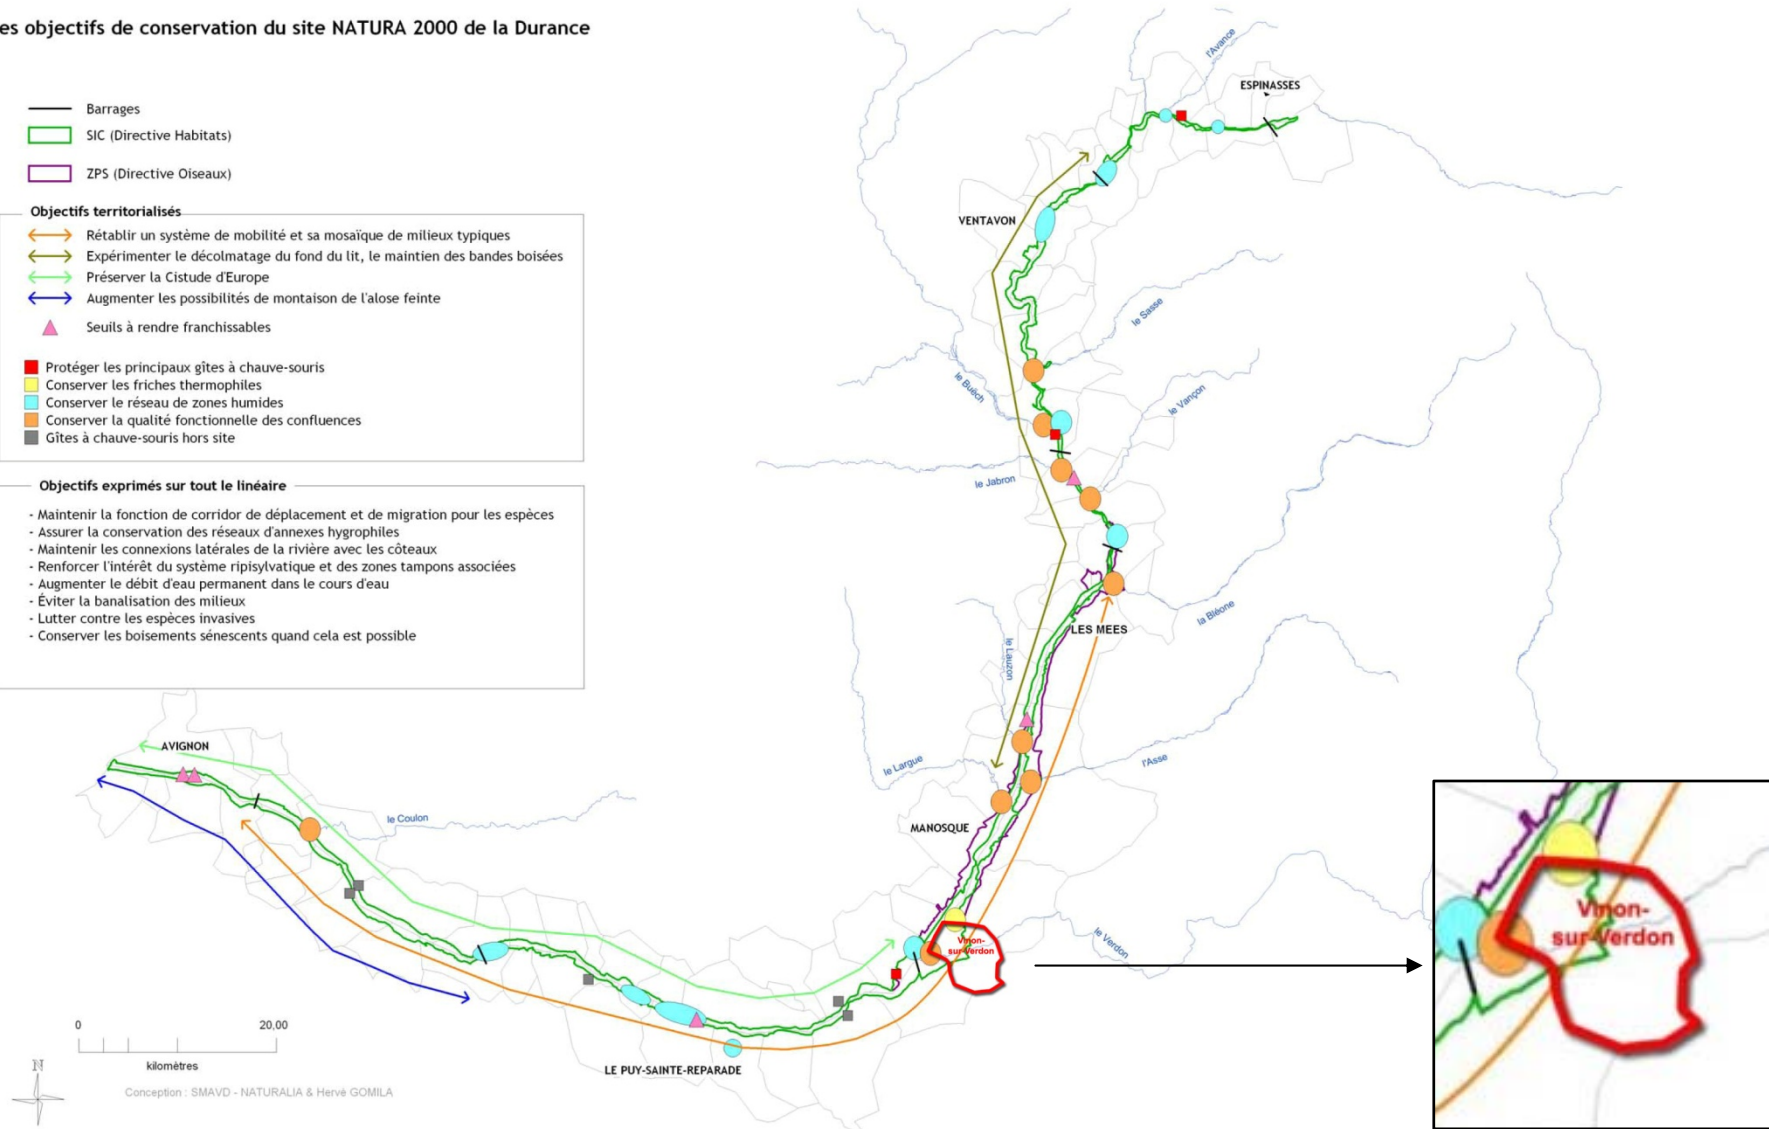 es objectifs de conservation du site NATURA 2000 de la Durance
Barrages
SIC (Directive Habitats)
ZPS (Directive Oiseaux)
Objectifs territorialisés
Rétablir un système de mobilité et sa mosaïque de milieux typiques
Expérimenter le décolmatage du fond du lit, le maintien des bandes boisées
Préserver la Cistude d'Europe
Augmenter les possibilités de montaison de l'alose feinte
Seuils à rendre franchissables
Protéger les principaux gîtes à chauve-souris
Conserver les friches thermophiles
Conserver le réseau de zones humides
Conserver la qualité fonctionnelle des confluences
Gîtes à chauve-souris hors site
Objectifs exprimés sur tout le linéaire
- Maintenir la fonction de corridor de déplacement et de migration pour les espèces
- Assurer la conservation des réseaux d'annexes hygrophiles
- Maintenir les connexions latérales de la rivière avec les côteaux
- Renforcer l'intérêt du système ripisylvatique et des zones tampons associées
- Augmenter le débit d'eau permanent dans le cours d'eau
- Éviter la banalisation des milieux
- Lutter contre les espèces invasives
- Conserver les boisements sénescents quand cela est possible
l'Avance
ESPINASSES
VENTAVON
le Sasse
le Buëch
le Vançon
le Jabron
la Bléone
LES MEES
le Lauzon
AVIGNON
le Largue
l'Asse
le Coulon
MANOSQUE
le Verdon
Vinon-
sur-Verdon
Vinon-
sur-Verdon
LE PUY-SAINTE-REPARADE
0
20,00
kilomètres
N
Conception : SMAVD - NATURALIA & Hervé GOMILA